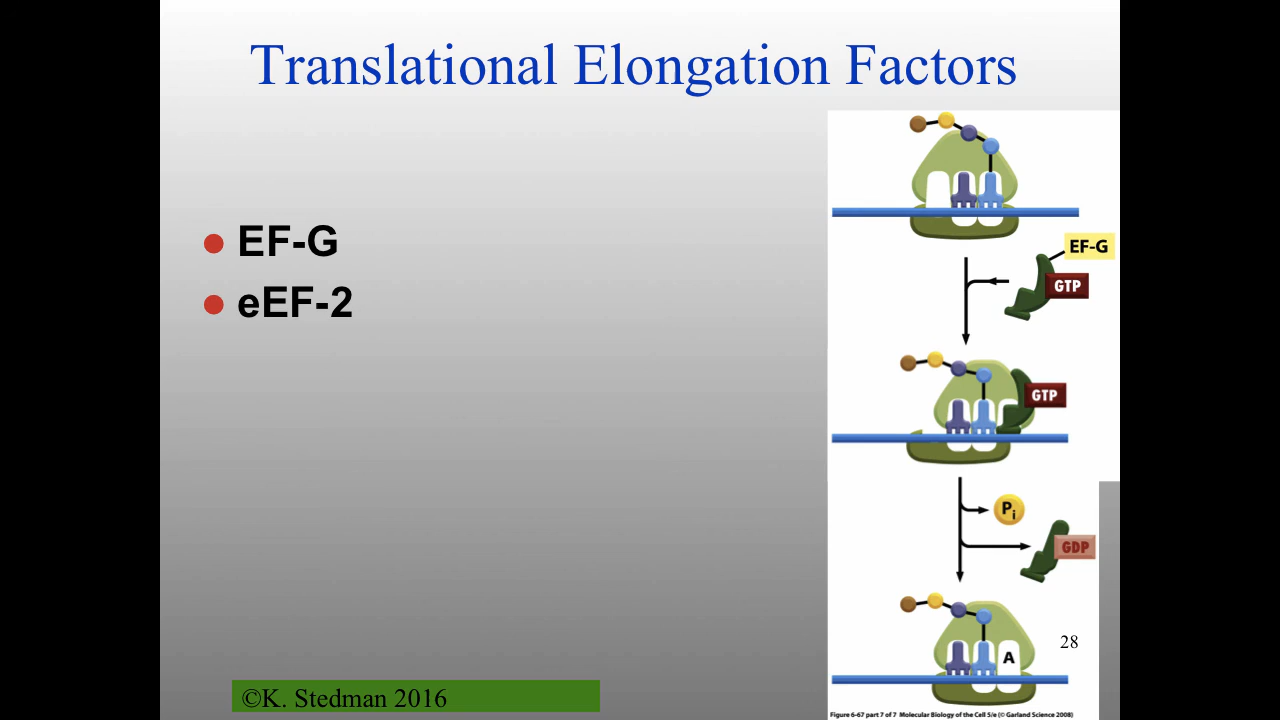 Translational Elongation Factors
EF-G
eEF-2
EF-G
GTP
GTP
Pi
GDP
A
28
©K. Stedman 2016
Figure 6-67 part 7 of 7 Molecular Biology of the Cell 5/e (© Garland Science 2008)